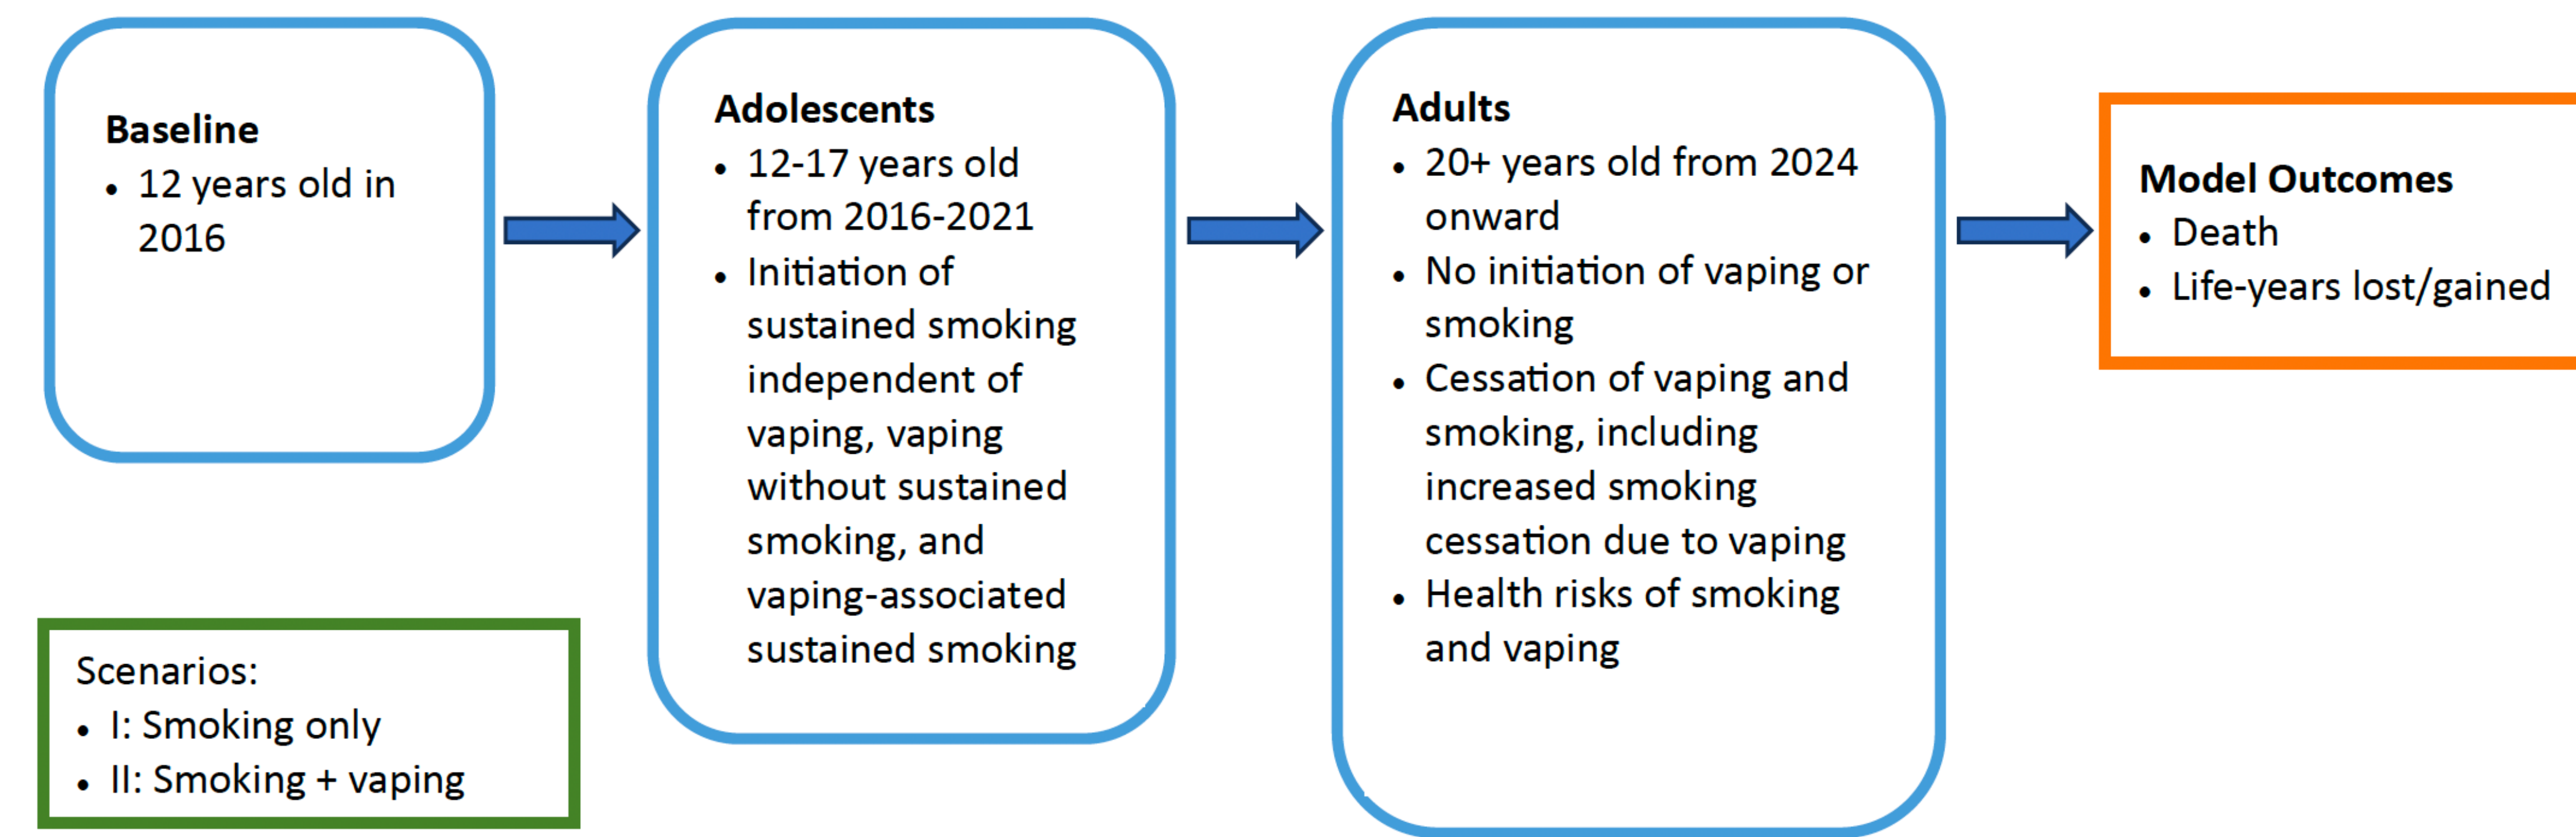 Baseline
• 12 years old in
2016
Adolescents
• 12-17 years old
from 2016-2021
• Initiation of
sustained smoking
independent of
vaping, vaping
without sustained
smoking, and
vaping-associated
sustained smoking
Adults
• 20+ years old from 2024
onward
• No initiation of vaping or
smoking
• Cessation of vaping and
smoking, including
increased smoking
cessation due to vaping
• Health risks of smoking
and vaping
Model Outcomes
• Death
• Life-years lost/gained
Scenarios:
• I: Smoking only
• II: Smoking + vaping